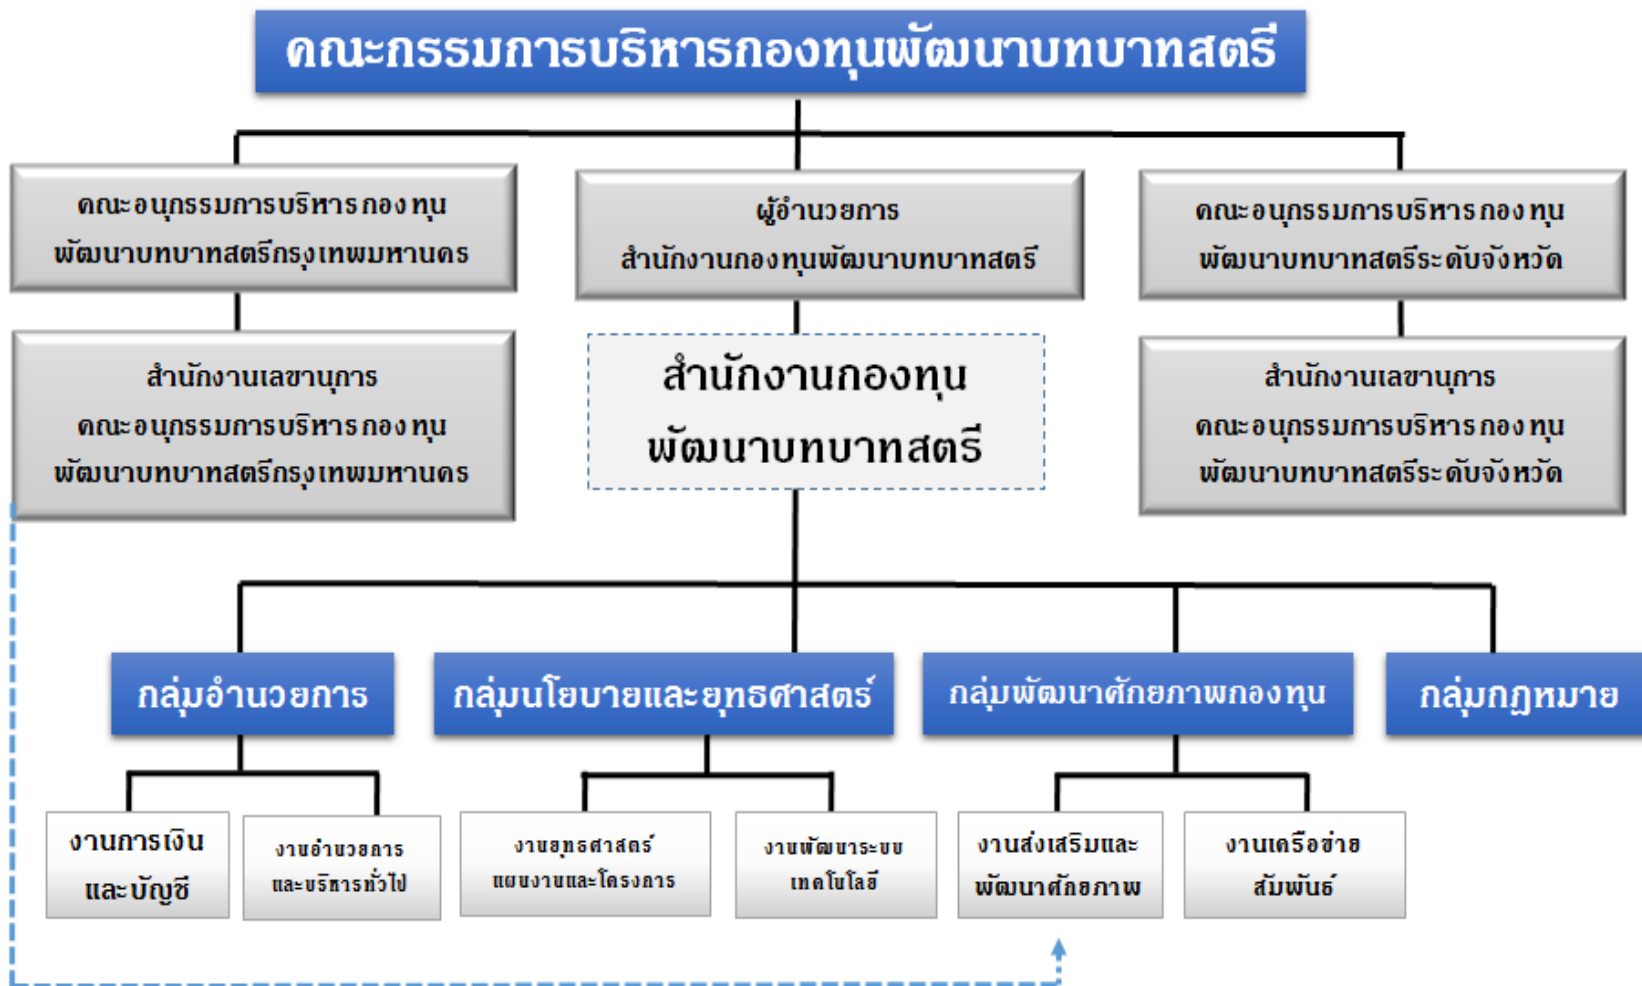 คณะกรรมการบริหารกองทุนพัฒนาบทบาทสตรี
คณะอนุกรรมการบริหารกองทุน
พัฒนาบทบาทสตรีกรุงเทพมหานคร
ผู้อำนวยการ
สำนักงานกองทุนพัฒนาบทบาทสตรี
คณะอนุกรรมการบริหารกองทุน
พัฒนาบทบาทสตรีระดับจังหวัด
สำนักงานเลขานุการ
คณะอนุกรรมการบริหารกองทุน
พัฒนาบทบาทสตรีกรุงเทพมหานคร
สำนักงานกองทุน
พัฒนาบทบาทสตรี
สำนักงานเลขานุการ
คณะอนุกรรมการบริหารกองทุน
พัฒนาบทบาทสตรีระดับจังหวัด
กลุ่มอำนวยการ
กลุ่มนโยบายและยุทธศาสตร์
กลุ่มพัฒนาศักยภาพกองทุน
กลุ่มกฎหมาย
งานการเงิน
และบัญชี
งานอำนวยการ
และบริหารทั่วไป
งานยุทธศาสตร์
แผนงานและโครงการ
งานพัฒนาระบบ
เทคโนโลยี
งานส่งเสริมและ
พัฒนาศักยภาพ
งานเครือข่าย
สัมพันธ์